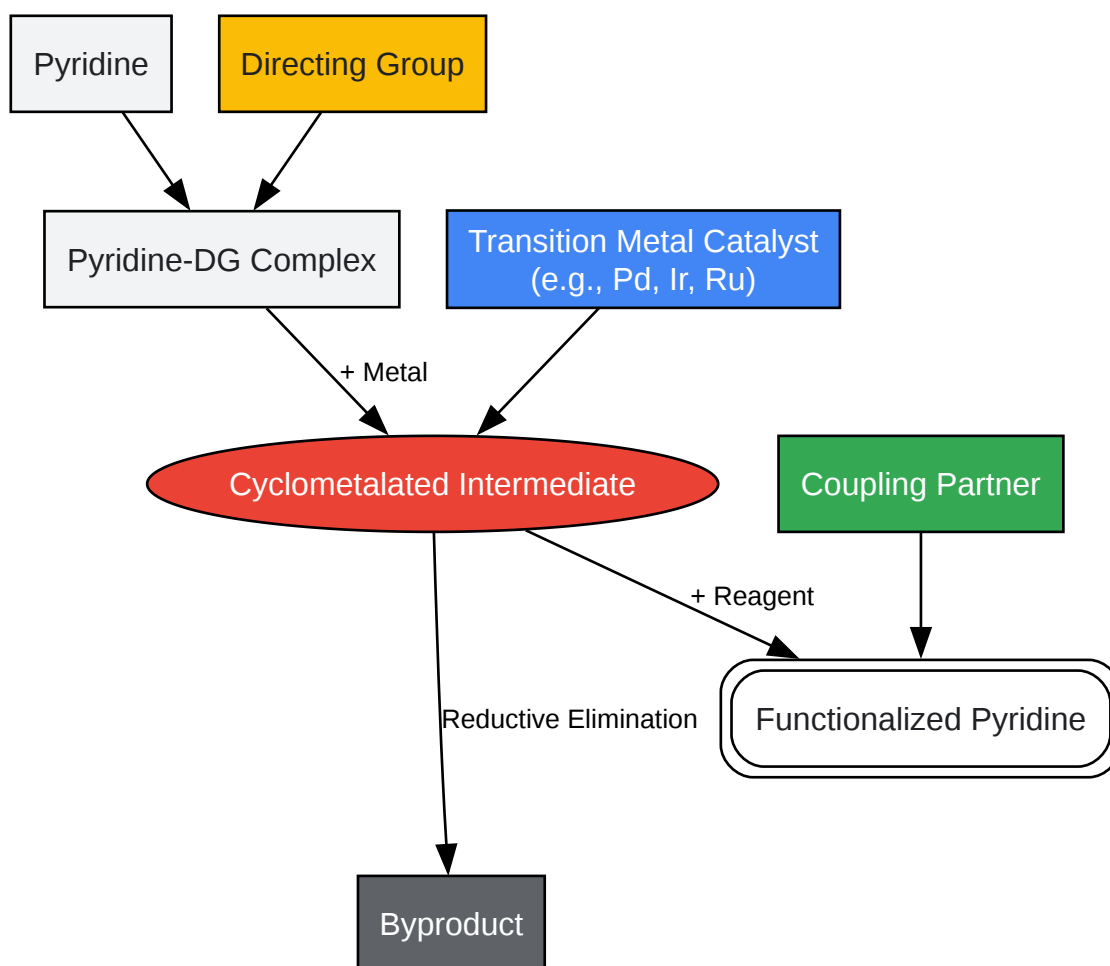 Pyridine
Directing Group
Pyridine-DG Complex
Transition Metal Catalyst
(e.g., Pd, Ir, Ru)
+ Metal
Cyclometalated Intermediate
Coupling Partner
+ Reagent
Reductive Elimination
Functionalized Pyridine
Byproduct